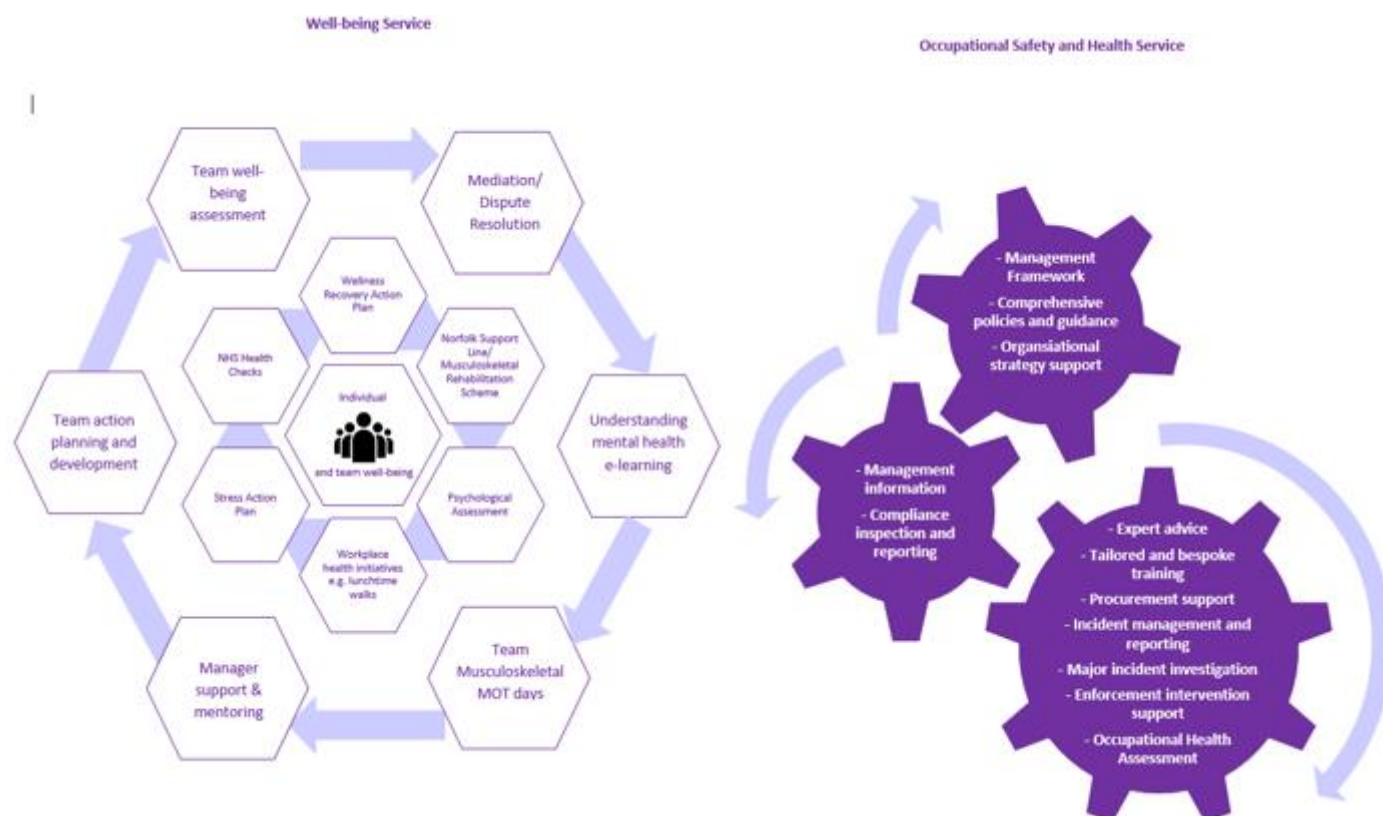 Well-being Service
Occupational Safety and Health Service
Team well-
being
assessment
Mediation/
Dispute
Resolution
Understanding
mental health
e-learning
Team
Musculoskeletal
MOT days
Manager
support &
mentoring
Team action
planning and
development
Wellness
Recovery Action
Plan
Norfolk Support
Line/
Musculoskeletal
Rehabilitation
Scheme
Psychological
Assessment
Workplace
health initiatives
e.g. lunchtime
walks
Stress Action
Plan
NHS Health
Checks
Individual
and team well-being
- Management
Framework
- Comprehensive
policies and guidance
- Organsiational
strategy support
- Management
information
- Compliance
inspection and
reporting
- Expert advice
- Tailored and bespoke
training
- Procurement support
- Incident management and
reporting
- Major incident investigation
- Enforcement intervention
support
- Occupational Health
Assessment